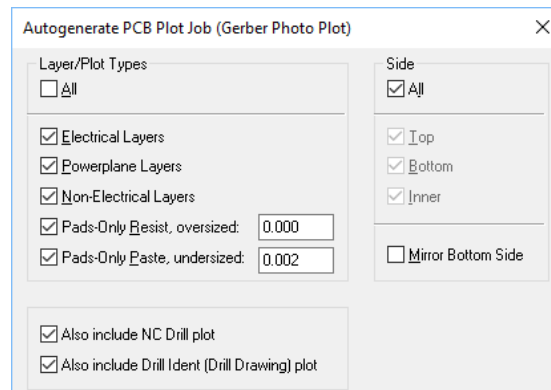 Autogenerate PCB Plot Job (Gerber Photo Plot)
Layer/Plot Types
All
Electrical Layers
Powerplane Layers
Non-Electrical Layers
Pads-Only Resist, oversized: 0.000
Pads-Only Paste, undersized: 0.002
Side
All
Top
Bottom
Inner
Mirror Bottom Side
Also include NC Drill plot
Also include Drill Ident (Drill Drawing) plot